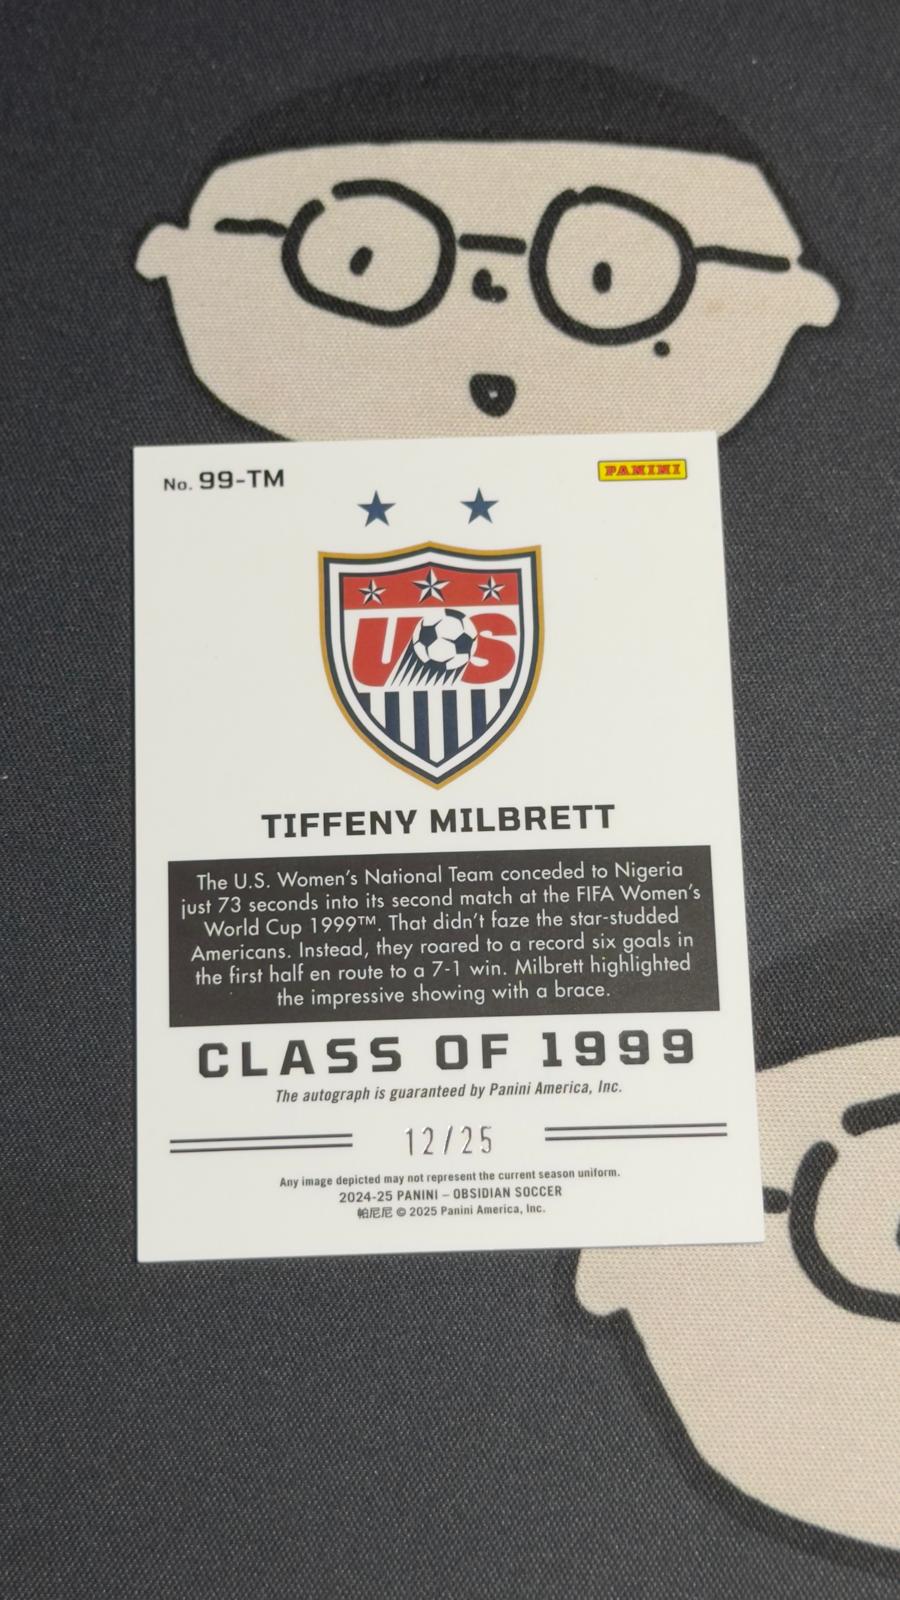 No. 99-TM
PANINI
US
TIFFENY MILBRETT
The U.S. Women's National Team conceded to Nigeria
just 73 seconds into its second match at the FIFA Women's
World Cup 1999™. That didn't faze the star-studded
Americans. Instead, they roared to a record six goals in
the first half en route to a 7-1 win. Milbrett highlighted
the impressive showing with a brace.
CLASS OF 1999
The autograph is guaranteed by Panini America, Inc.
12/25
Any image depicted may not represent the current season uniform.
2024-25 PANINI – OBSIDIAN SOCCER
帕尼尼 © 2025 Panini America, Inc.